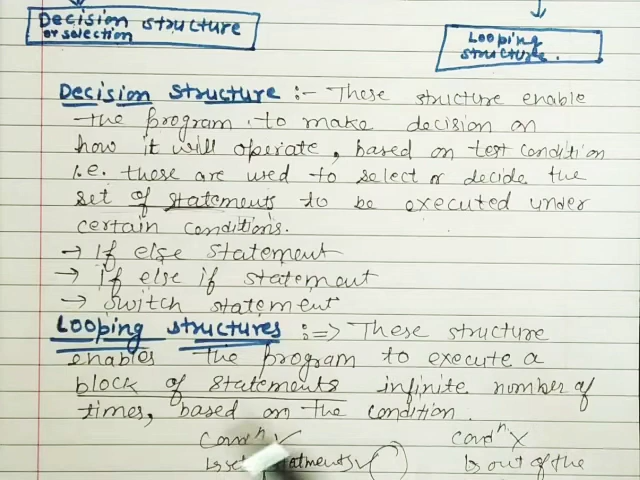 Decision structure
or selection
Looping
structure.
Decision structure :- These structure enable
the program to make decision on
how it will operate, based on test condition
i.e. these are used to select or decide the
set of statements to be executed under
certain conditions.
→ If else statement
→ if else if statement
→ switch statement
Looping structures :=> These structure
enables the program to execute a
block of statements infinite number of
times, based on the condition.
Condⁿ ✓ Condⁿ X
↳ set statments ✓ ↳ out of the